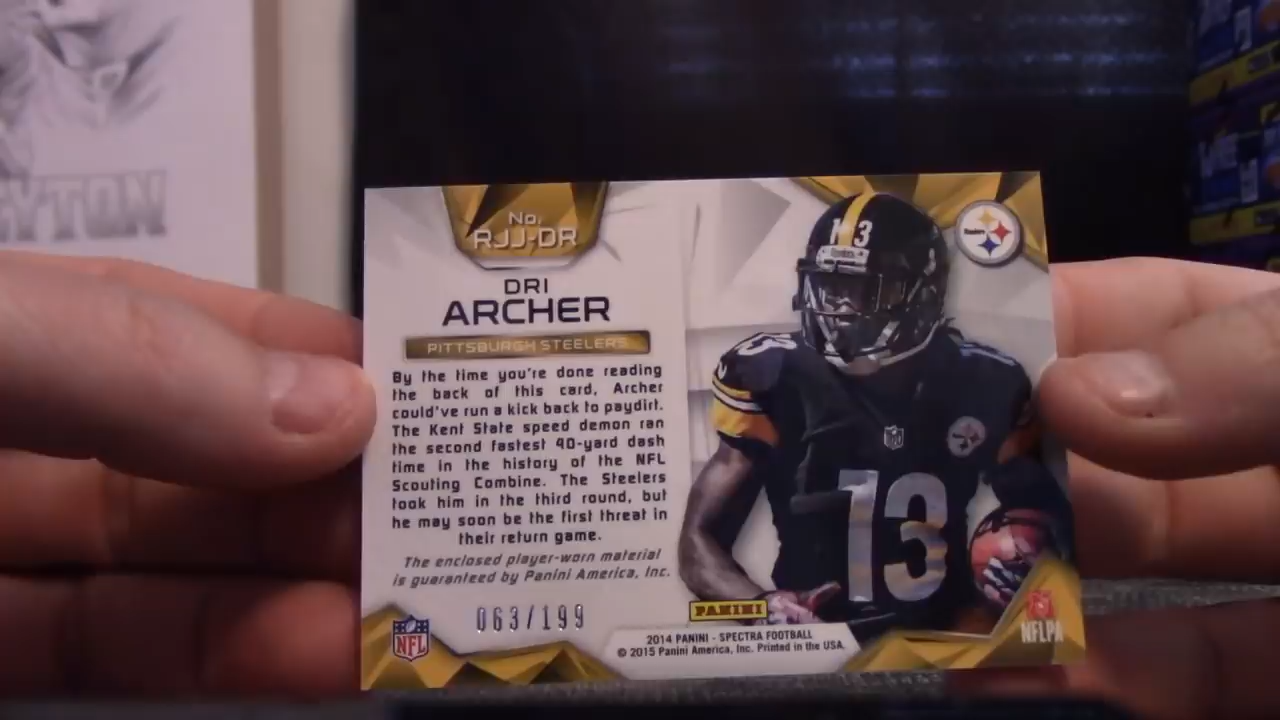 YTON
No.
RJJ-DR
DRI
ARCHER
PITTSBURGH STEELERS
By the time you're done reading
the back of this card, Archer
could've run a kick back to paydirt.
The Kent State speed demon ran
the second fastest 40-yard dash
time in the history of the NFL
Scouting Combine. The Steelers
took him in the third round, but
he may soon be the first threat in
their return game.
The enclosed player-worn material
is guaranteed by Panini America, Inc.
063/199
NFL
PANINI
2014 PANINI - SPECTRA FOOTBALL
© 2015 Panini America, Inc. Printed in the USA.
NFLPA
Steelers
13
13
13